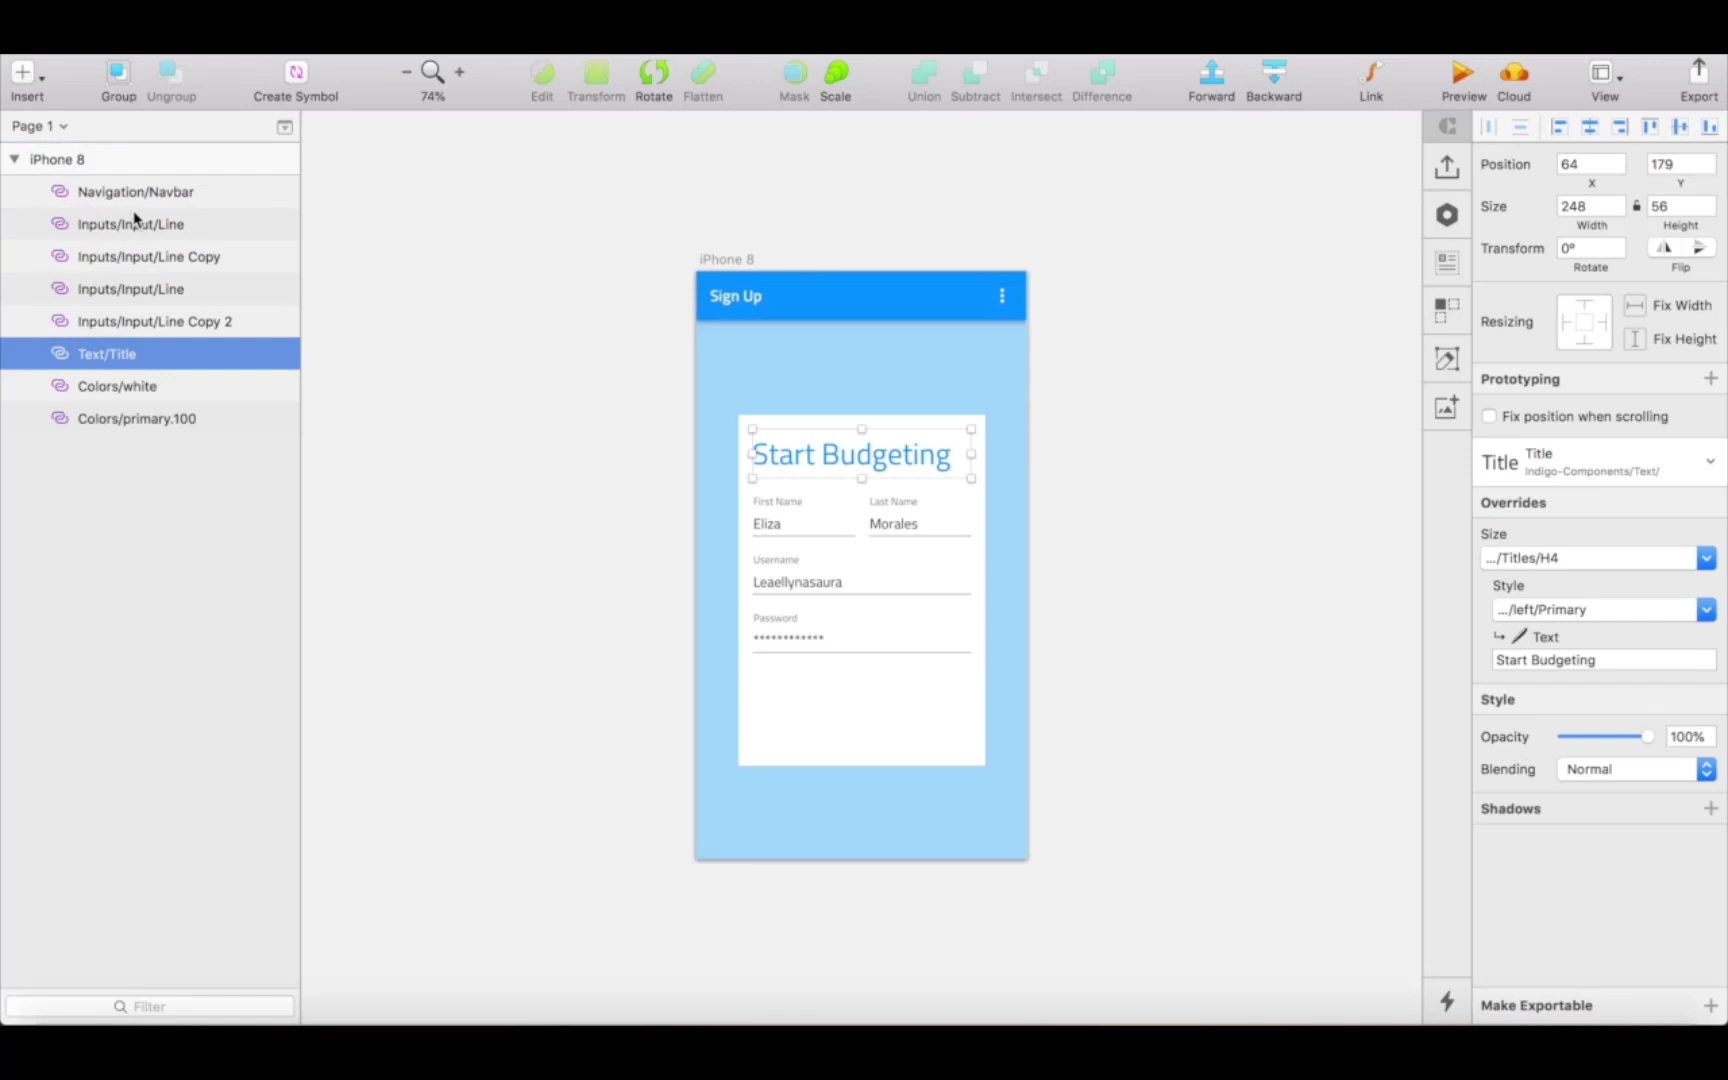 Insert Group Ungroup Create Symbol 74% Edit Transform Rotate Flatten Mask Scale Union Subtract Intersect Difference Forward Backward Link Preview Cloud View Export
Page 1
iPhone 8
Navigation/Navbar
Inputs/Input/Line
Inputs/Input/Line Copy
Inputs/Input/Line
Inputs/Input/Line Copy 2
Text/Title
Colors/white
Colors/primary.100
Filter
iPhone 8
Sign Up
Start Budgeting
First Name Last Name
Eliza Morales
Username
Leaellynasaura
Password
************
Position 64 179
X Y
Size 248 56
Width Height
Transform 0°
Rotate Flip
Resizing Fix Width
Fix Height
Prototyping
Fix position when scrolling
Title Title
Indigo-Components/Text/
Overrides
Size
.../Titles/H4
Style
.../left/Primary
Text
Start Budgeting
Style
Opacity 100%
Blending Normal
Shadows
Make Exportable